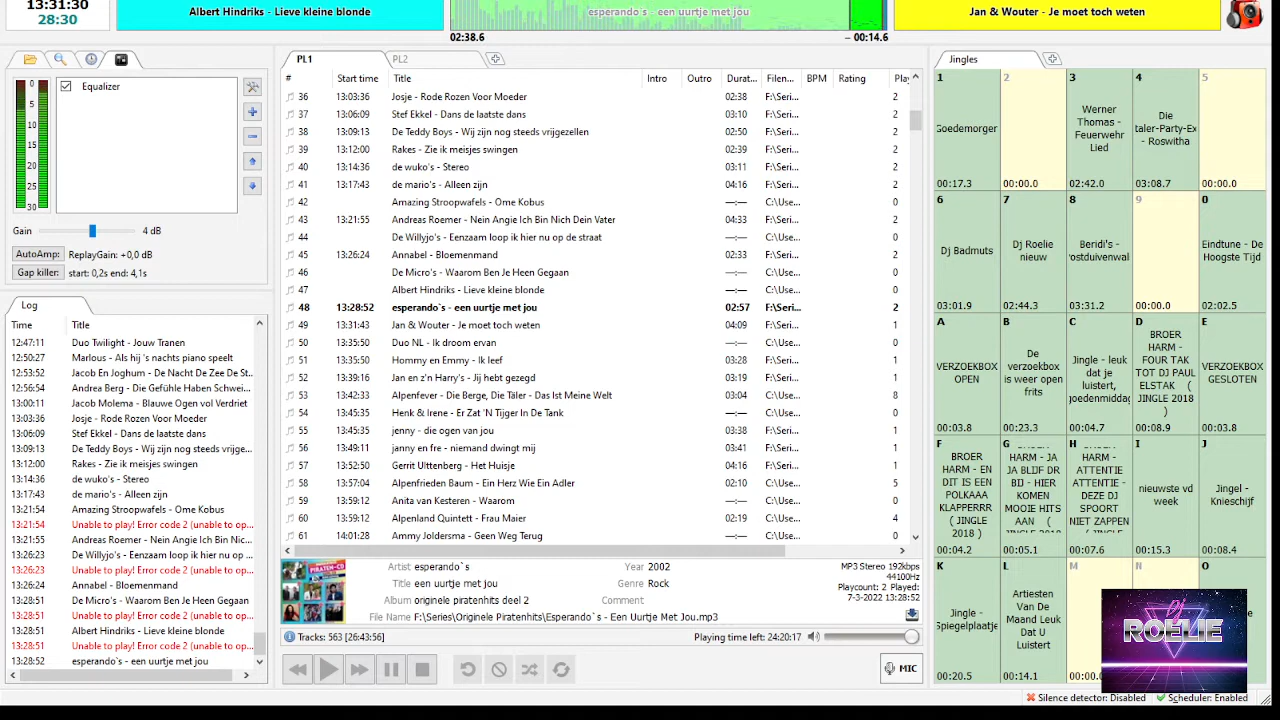 13:31:30
28:30
Albert Hindriks - Lieve kleine blonde
esperando`s - een uurtje met jou
Jan & Wouter - Je moet toch weten
02:38.6
– 00:14.6
PL1
PL2
Jingles
Equalizer
0
5
10
15
20
25
30
Gain 4 dB
AutoAmp: ReplayGain: +0,0 dB
Gap killer: start: 0,2s end: 4,1s
Log
Time Title
12:47:11 Duo Twilight - Jouw Tranen
12:50:27 Marlous - Als hij 's nachts piano speelt
12:53:52 Jacob En Joghum - De Nacht De Zee De St...
12:56:54 Andrea Berg - Die Gefühle Haben Schwei...
13:00:11 Jacob Molema - Blauwe Ogen vol Verdriet
13:03:36 Josje - Rode Rozen Voor Moeder
13:06:09 Stef Ekkel - Dans de laatste dans
13:09:13 De Teddy Boys - Wij zijn nog steeds vrijge...
13:12:00 Rakes - Zie ik meisjes swingen
13:14:36 de wuko's - Stereo
13:17:43 de mario's - Alleen zijn
13:21:54 Amazing Stroopwafels - Ome Kobus
13:21:54 Unable to play! Error code 2 (unable to op...
13:21:55 Andreas Roemer - Nein Angie Ich Bin Nic...
13:26:23 De Willyjo's - Eenzaam loop ik hier nu op ...
13:26:23 Unable to play! Error code 2 (unable to op...
13:26:24 Annabel - Bloemenmand
13:28:51 De Micro's - Waarom Ben Je Heen Gegaan
13:28:51 Unable to play! Error code 2 (unable to op...
13:28:51 Albert Hindriks - Lieve kleine blonde
13:28:51 Unable to play! Error code 2 (unable to op...
13:28:52 esperando`s - een uurtje met jou
# Start time Title Intro Outro Durat... Filen... BPM Rating Play
36 13:03:36 Josje - Rode Rozen Voor Moeder 02:38 F:\Seri... 2
37 13:06:09 Stef Ekkel - Dans de laatste dans 03:10 F:\Seri... 2
38 13:09:13 De Teddy Boys - Wij zijn nog steeds vrijgezellen 02:50 F:\Seri... 2
39 13:12:00 Rakes - Zie ik meisjes swingen 02:39 F:\Seri... 2
40 13:14:36 de wuko's - Stereo 03:11 F:\Seri... 2
41 13:17:43 de mario's - Alleen zijn 04:16 F:\Seri... 2
42 Amazing Stroopwafels - Ome Kobus —:— C:\Use... 0
43 13:21:55 Andreas Roemer - Nein Angie Ich Bin Nich Dein Vater 04:33 F:\Seri... 2
44 De Willyjo's - Eenzaam loop ik hier nu op de straat —:— C:\Use... 0
45 13:26:24 Annabel - Bloemenmand 02:33 F:\Seri... 2
46 De Micro's - Waarom Ben Je Heen Gegaan —:— C:\Use... 0
47 Albert Hindriks - Lieve kleine blonde —:— C:\Use... 0
48 13:28:52 esperando`s - een uurtje met jou 02:57 F:\Seri... 2
49 13:31:43 Jan & Wouter - Je moet toch weten 04:09 F:\Seri... 1
50 13:35:50 Duo NL - Ik droom ervan —:— C:\Use... 0
51 13:35:50 Hommy en Emmy - Ik leef 03:28 F:\Seri... 1
52 13:39:16 Jan en z'n Harry's - Jij hebt gezegd 03:19 F:\Seri... 1
53 13:42:33 Alpenfever - Die Berge, Die Täler - Das Ist Meine Welt 03:04 C:\Use... 8
54 13:45:35 Henk & Irene - Er Zat 'N Tijger In De Tank —:— C:\Use... 0
55 13:45:35 jenny - die ogen van jou 03:38 F:\Seri... 1
56 13:49:11 janny en fre - niemand dwingt mij 03:41 F:\Seri... 1
57 13:52:50 Gerrit Ulttenberg - Het Huisje 04:16 F:\Seri... 1
58 13:57:04 Alpenfrieden Baum - Ein Herz Wie Ein Adler 02:10 C:\Use... 5
59 13:59:12 Anita van Kesteren - Waarom —:— C:\Use... 0
60 13:59:12 Alpenland Quintett - Frau Maier 02:19 C:\Use... 4
61 14:01:28 Ammy Joldersma - Geen Weg Terug —:— C:\Use... 0
Artist esperando`s Year 2002
Title een uurtje met jou Genre Rock
Album originele piratenhits deel 2 Comment
File Name F:\Series\Originele Piratenhits\Esperando`s - Een Uurtje Met Jou.mp3
MP3 Stereo 192kbps
44100Hz
Playcount: 2 Played:
7-3-2022 13:28:52
PIRATEN-CD
Tracks: 563 [26:43:56]
Playing time left: 24:20:17
MIC
1
Goedemorger
00:17.3
2
00:00.0
3
Werner
Thomas -
Feuerwehr
Lied
02:42.0
4
Die
taler-Party-Ex
- Roswitha
03:08.7
5
00:00.0
6
Dj Badmuts
03:01.9
7
Dj Roelie
nieuw
02:44.3
8
Beridi's -
ostduivenwal
03:31.2
9
00:00.0
0
Eindtune - De
Hoogste Tijd
02:02.5
A
VERZOEKBOX
OPEN
00:03.8
B
De
verzoekbox
is weer open
frits
00:23.3
C
Jingle - leuk
dat je
luistert,
goedenmiddag
00:04.7
D
BROER
HARM -
FOUR TAK
TOT DJ PAUL
ELSTAK (
JINGLE 2018
)
00:08.9
E
VERZOEKBOX
GESLOTEN
00:03.8
F
BROER
HARM - EN
DIT IS EEN
POLKAAA
KLAPPERRR
( JINGLE
2018 )
00:04.2
G
HARM - JA
JA BLIJF DR
BIJ - HIER
KOMEN
MOOIE HITS
AAN (
00:05.1
H
HARM -
ATTENTIE
ATTENTIE -
DEZE DJ
SPOORT
NIET ZAPPEN
00:07.6
I
nieuwste vd
week
00:15.3
J
Jingel -
Knieschijf
00:08.4
K
Jingle -
Spiegelplaatje
00:20.5
L
Artiesten
Van De
Maand Leuk
Dat U
Luistert
00:14.1
M
00:00.
N
O
Dj
ROELIE
Silence detector: Disabled
Scheduler: Enabled